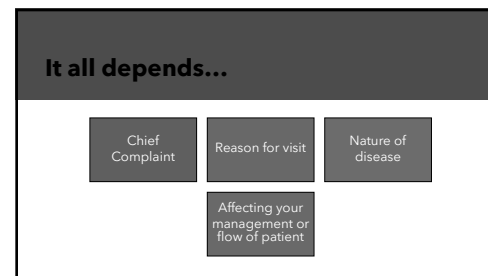 It all depends...
Chief
Complaint
Reason for visit
Nature of
disease
Affecting your
management or
flow of patient